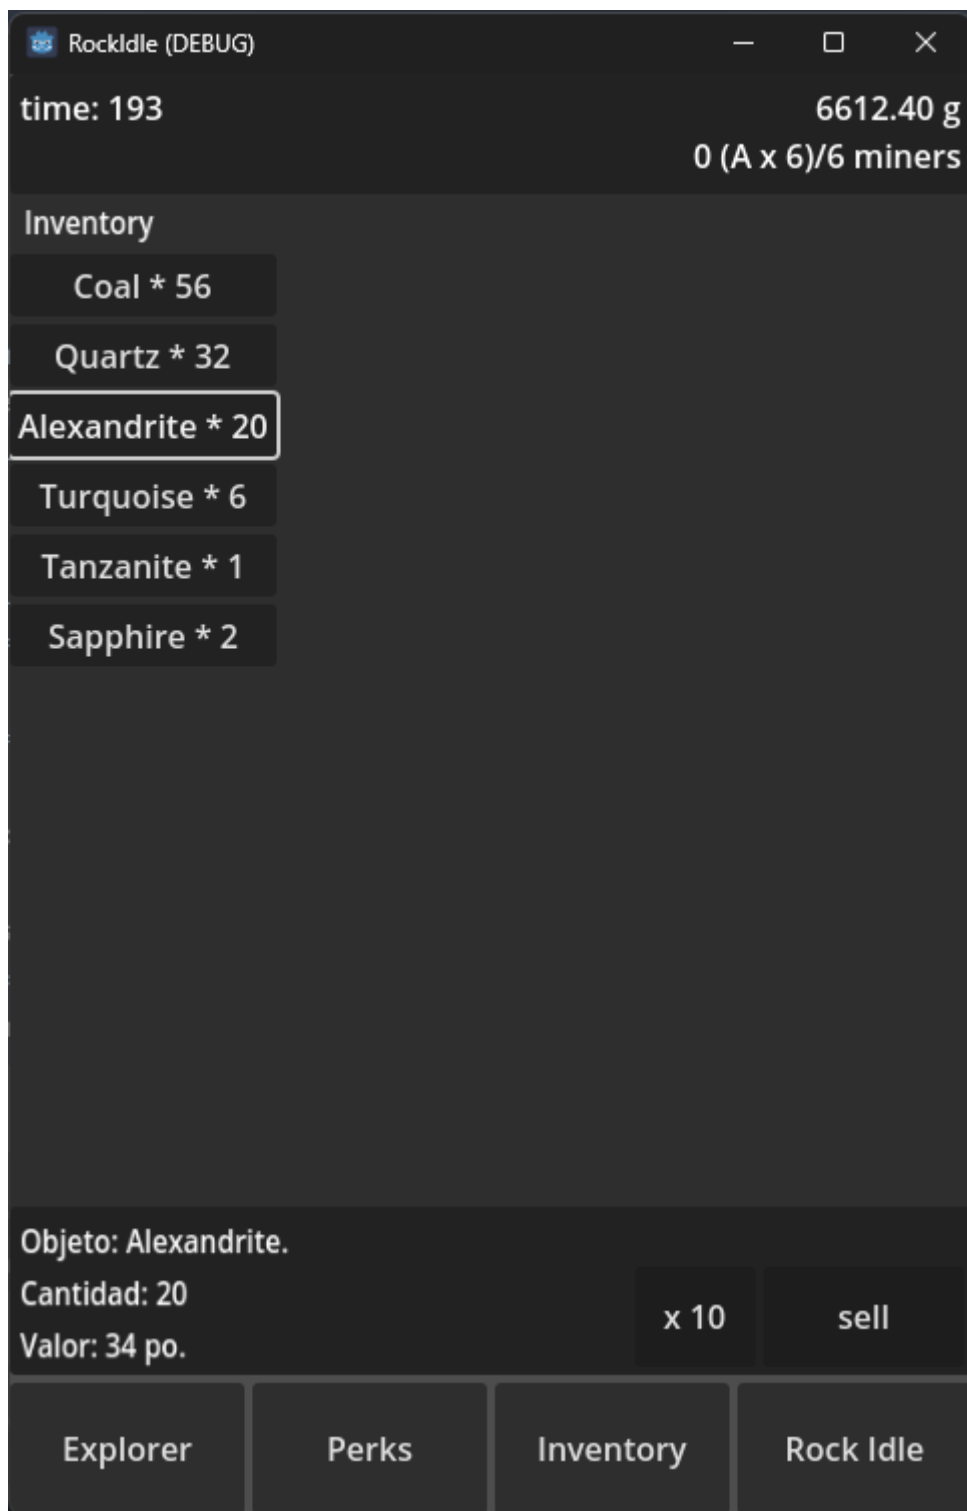 RockIdle (DEBUG)
time: 193
6612.40 g
0 (A x 6)/6 miners
Inventory
Coal * 56
Quartz * 32
Alexandrite * 20
Turquoise * 6
Tanzanite * 1
Sapphire * 2
Objeto: Alexandrite.
Cantidad: 20
Valor: 34 po.
x 10
sell
Explorer
Perks
Inventory
Rock Idle